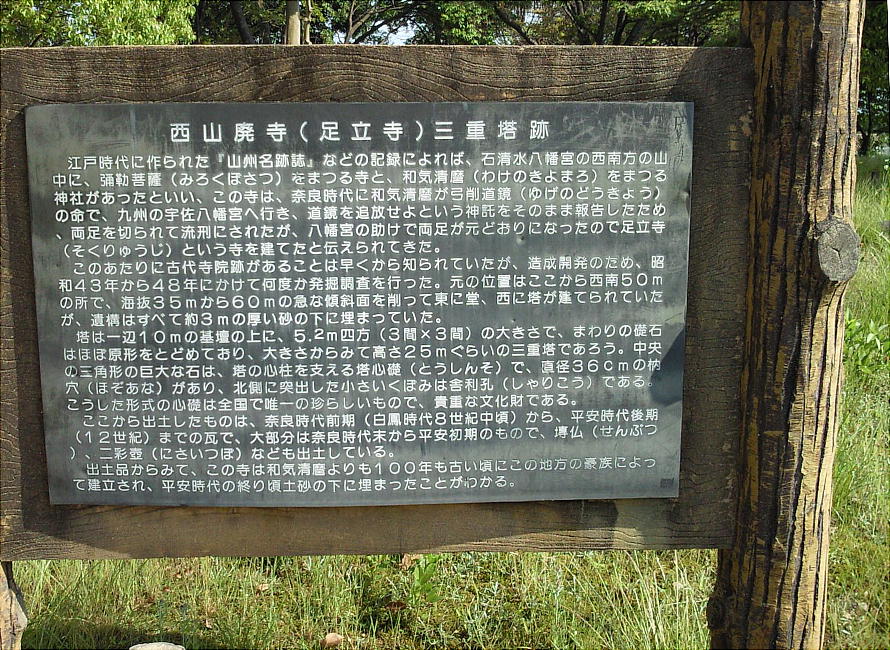 西山廃寺(足立寺)三重塔跡
江戸時代に作られた『山州名跡誌』などの記録によれば、石清水八幡宮の西南方の山
中に、弥勒菩薩(みろくぼさつ)をまつる寺と、和気清麿(わけのきよまろ)をまつる
神社があったといい、この寺は、奈良時代に和気清麿が弓削道鏡(ゆげのどうきょう)
の命で、九州の宇佐八幡宮へ行き、道鏡を追放せよという神託をそのまま報告したため
、両足を切られて流刑にされたが、八幡宮の助けで両足が元どおりになったので足立寺
(そくりゅうじ)という寺を建てたと伝えられてきた。
このあたりに古代寺院跡があることは早くから知られていたが、造成開発のため、昭
和43年から48年にかけて何度か発掘調査を行った。元の位置はここから西南50m
の所で、海抜35mから60mの急な傾斜面を削って東に堂、西に塔が建てられていた
が、遺構はすべて約3mの厚い砂の下に埋まっていた。
塔は一辺10mの基壇の上に、5.2m四方(3間×3間)の大きさで、まわりの礎石
はほぼ原形をとどめており、大きさからみて高さ25mぐらいの三重塔であろう。中央
の三角形の巨大な石は、塔の心柱を支える塔心礎(とうしんそ)で、直径36cmの枘
穴(ほぞあな)があり、北側に突出した小さいくぼみは舎利孔(しゃりこう)である。
こうした形式の心礎は全国で唯一の珍らしいもので、貴重な文化財である。
ここから出土したものは、奈良時代前期(白鳳時代8世紀中頃)から、平安時代後期
(12世紀)までの瓦で、大部分は奈良時代末から平安初期のもので、塼仏(せんぶつ
)、二彩壺(にさいつぼ)なども出土している。
出土品からみて、この寺は和気清麿よりも100年も古い頃にこの地方の豪族によっ
て建立され、平安時代の終り頃土砂の下に埋まったことがわかる。